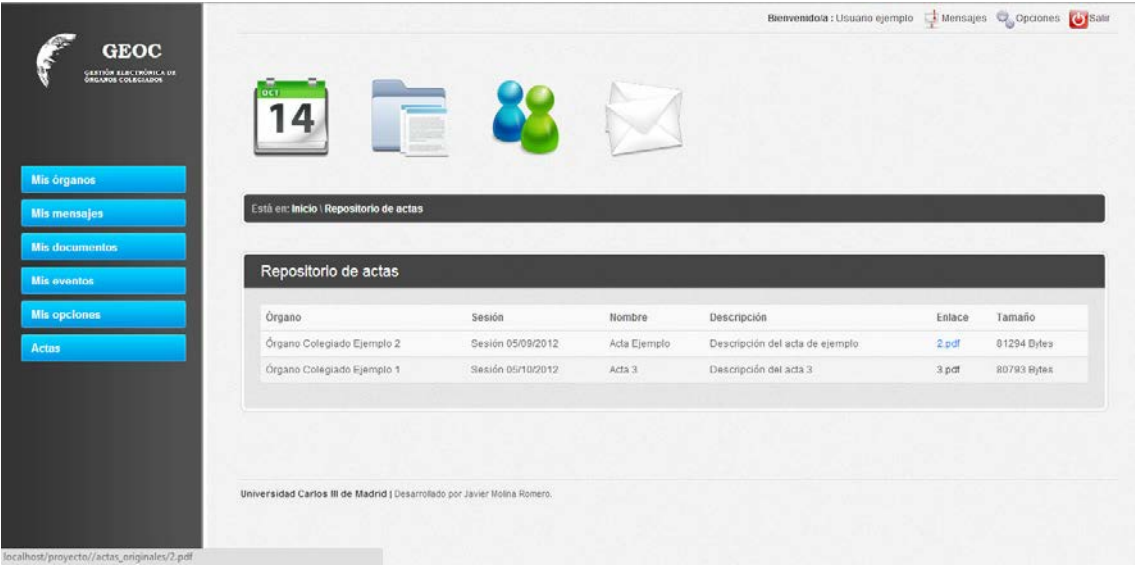 Bienvenido/a : Usuario ejemplo Mensajes Opciones Salir
GEOC
GESTIÓN ELECTRÓNICA DE
ÓRGANOS COLEGIADOS
OCT
14
Mis órganos
Mis mensajes
Mis documentos
Mis eventos
Mis opciones
Actas
Está en: Inicio \ Repositorio de actas
Repositorio de actas
Órgano Sesión Nombre Descripción Enlace Tamaño
Órgano Colegiado Ejemplo 2 Sesión 05/09/2012 Acta Ejemplo Descripción del acta de ejemplo 2.pdf 81294 Bytes
Órgano Colegiado Ejemplo 1 Sesión 05/10/2012 Acta 3 Descripción del acta 3 3.pdf 80793 Bytes
Universidad Carlos III de Madrid | Desarrollado por Javier Molina Romero.
localhost/proyecto//actas_originales/2.pdf